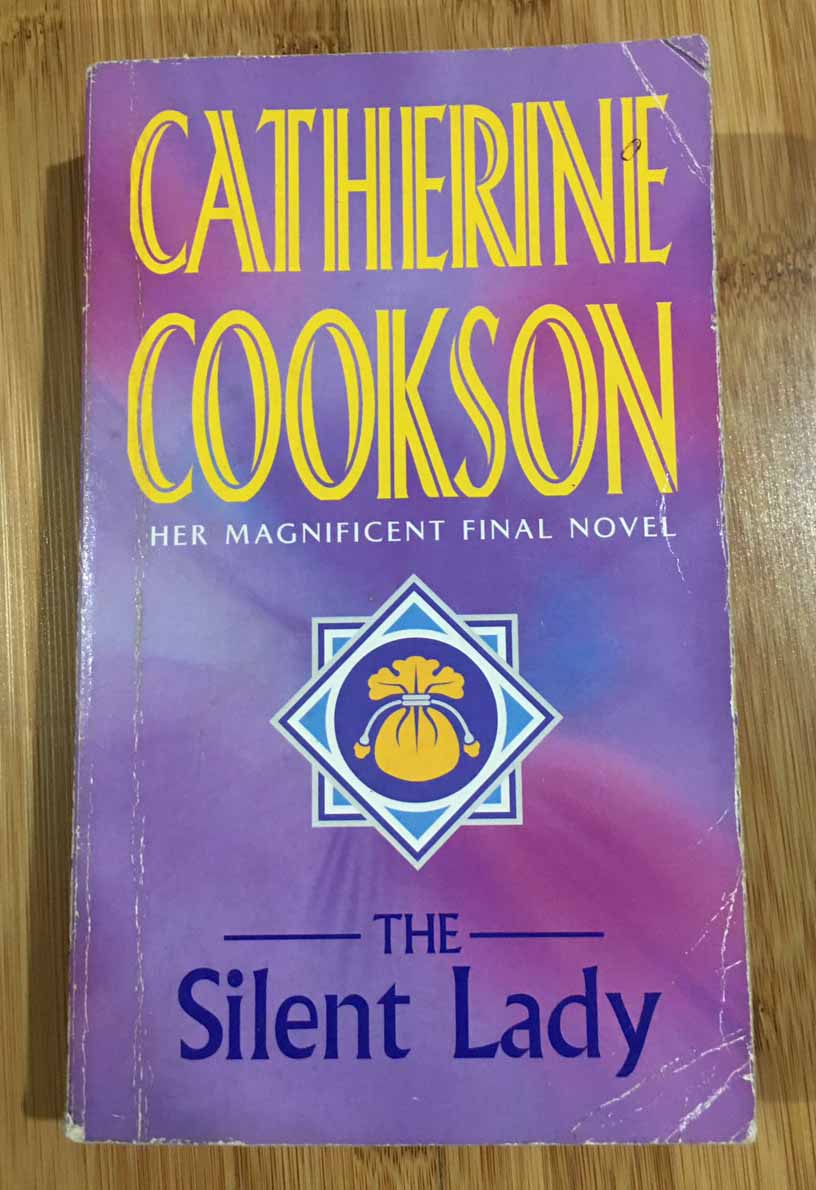 CATHERINE
COOKSON
HER MAGNIFICENT FINAL NOVEL
THE
Silent Lady